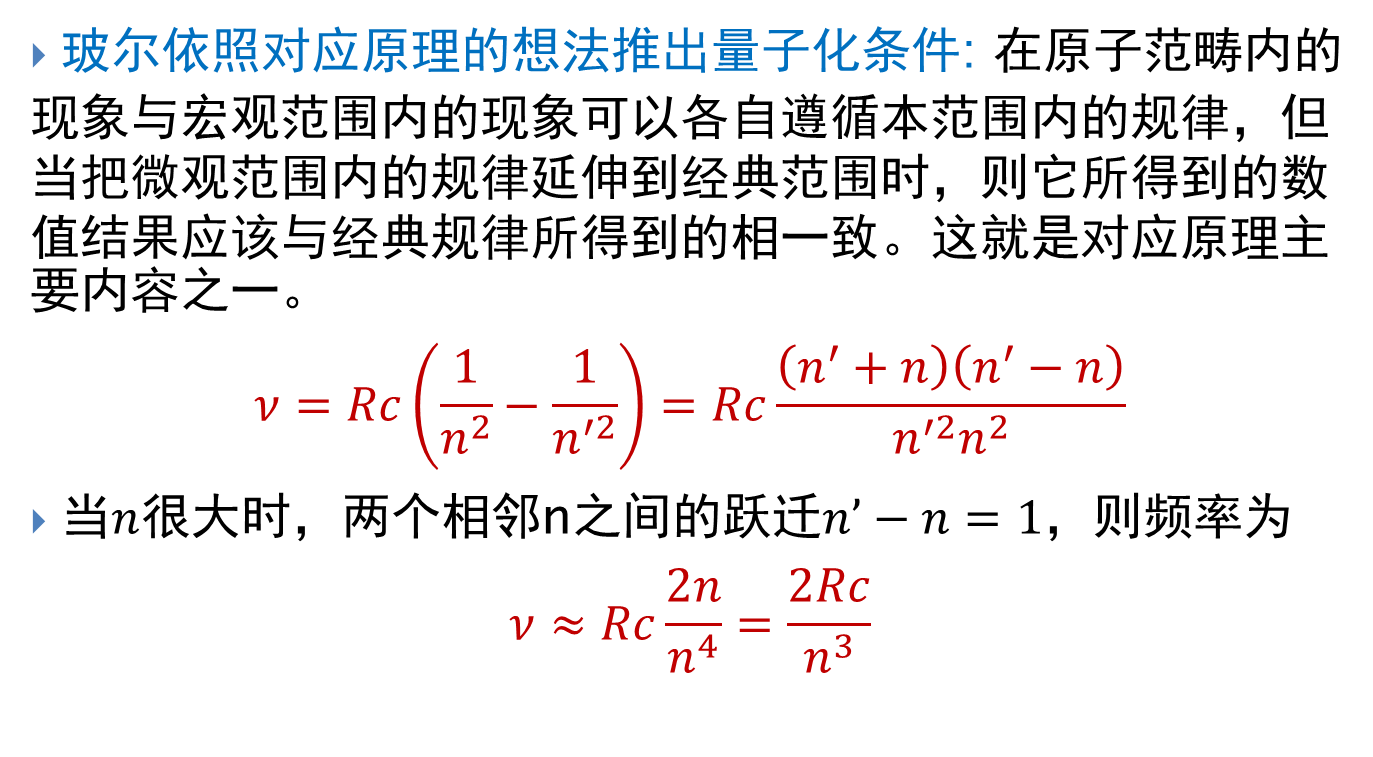 玻尔依照对应原理的想法推出量子化条件: 在原子范畴内的
现象与宏观范围内的现象可以各自遵循本范围内的规律，但
当把微观范围内的规律延伸到经典范围时，则它所得到的数
值结果应该与经典规律所得到的相一致。这就是对应原理主
要内容之一。
ν = Rc (1/n² − 1/n′²) = Rc (n′ + n)(n′ − n)/n′²n²
当n很大时，两个相邻n之间的跃迁n’ − n = 1，则频率为
ν ≈ Rc 2n/n⁴ = 2Rc/n³